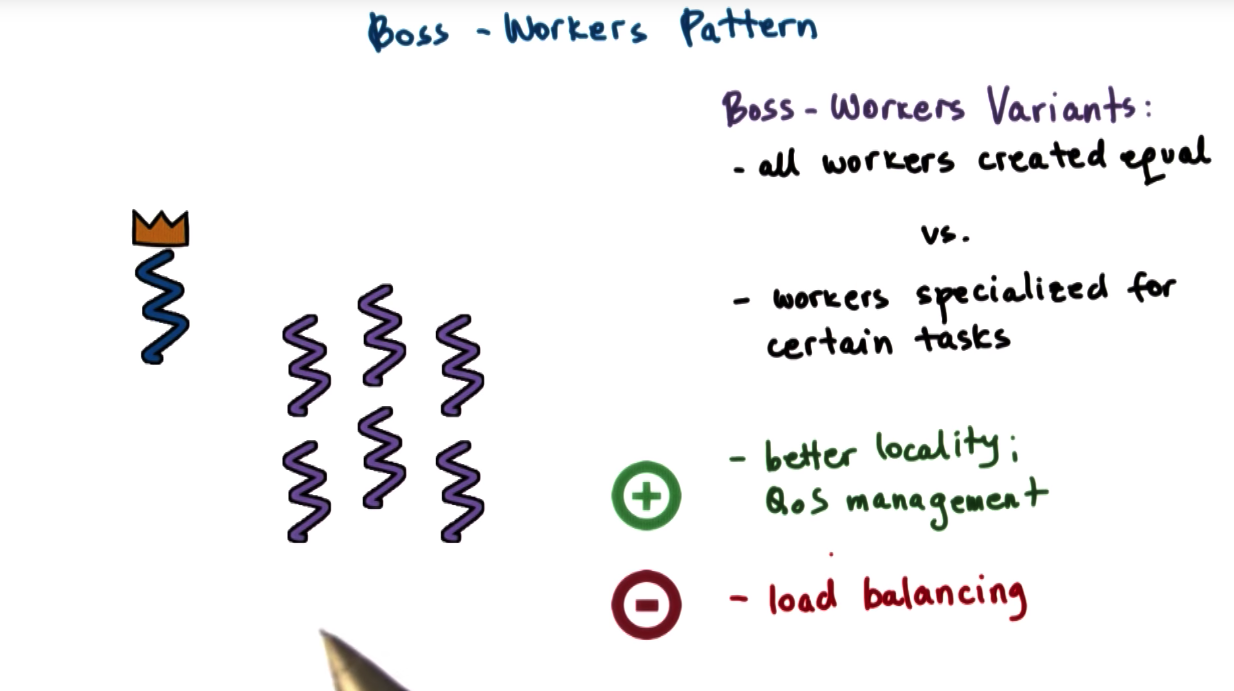 Boss - Workers Pattern
Boss - Workers Variants:
- all workers created equal
vs.
- workers specialized for
certain tasks
- better locality;
QoS management
- load balancing